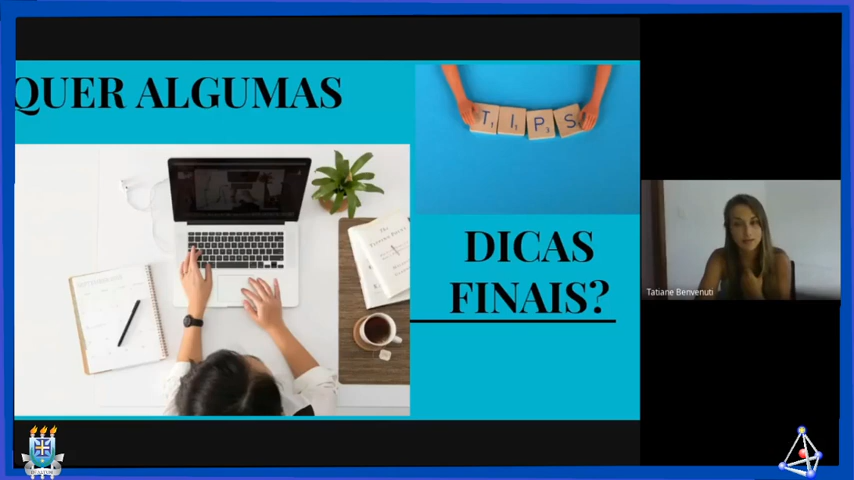 QUER ALGUMAS
TIPS
DICAS
FINAIS?
Tatiane Benvenuti